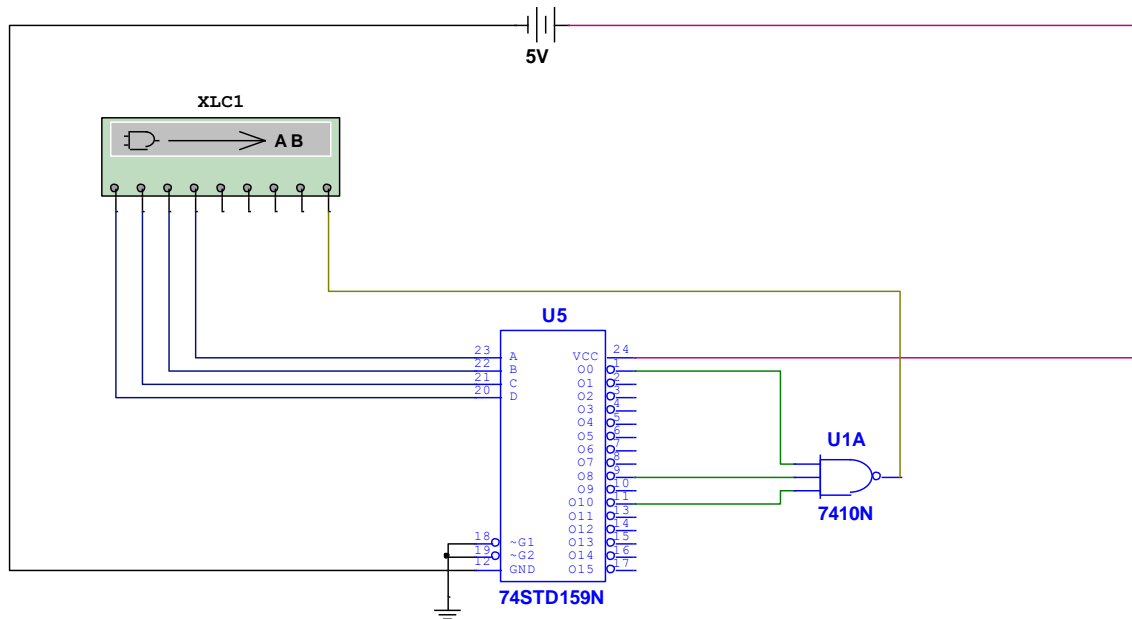 5V
XLC1
A B
U5
23 A VCC 24
22 B O0 1
21 C O1 2
20 D O2 3
O3 4
O4 5
O5 6
O6 7
O7 8
O8 9
O9 10
O10 11
O11 13
O12 14
18 ~G1 O13 15
19 ~G2 O14 16
12 GND O15 17
74STD159N
U1A
7410N